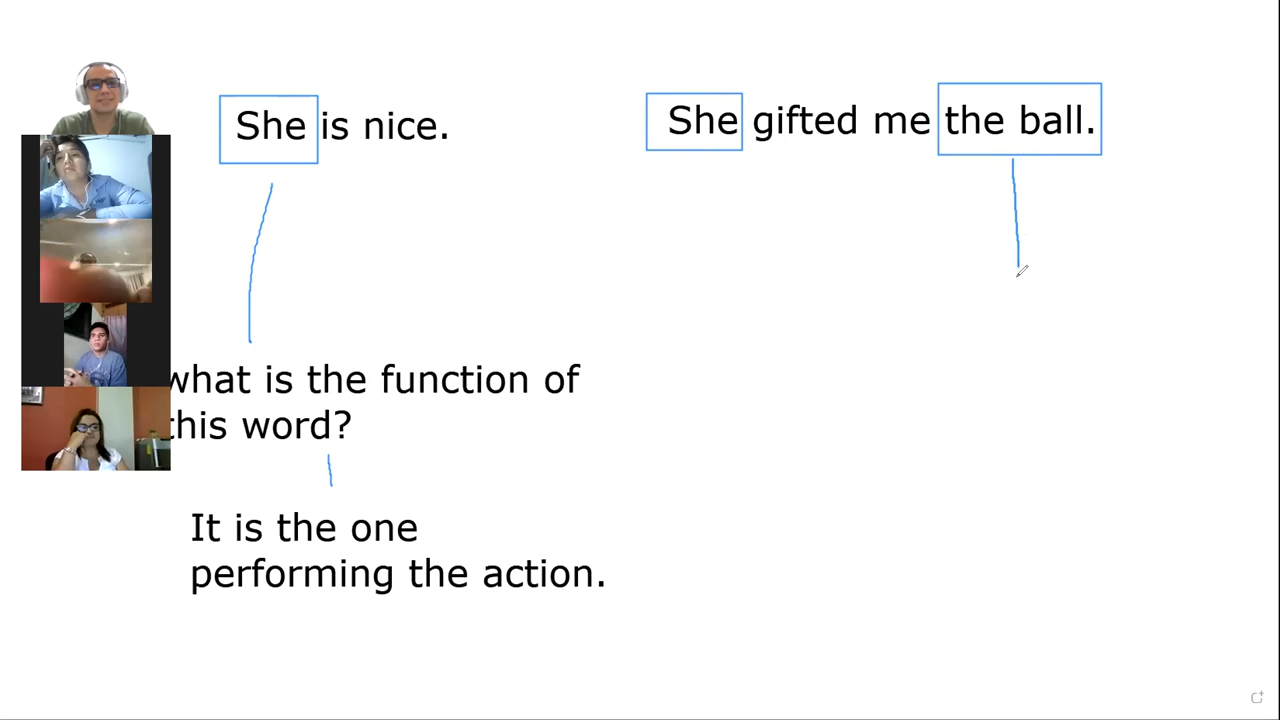 She is nice.
She gifted me the ball.
what is the function of
this word?
It is the one
performing the action.